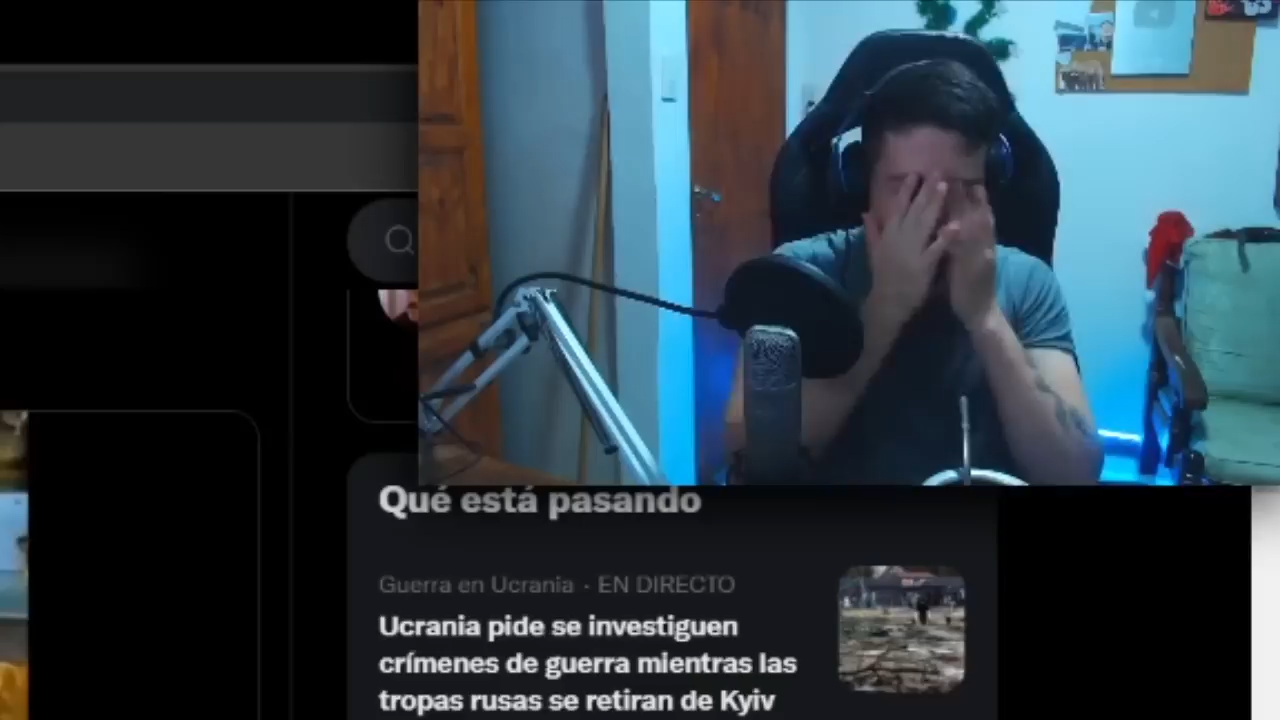 Qué está pasando
Guerra en Ucrania · EN DIRECTO
Ucrania pide se investiguen
crímenes de guerra mientras las
tropas rusas se retiran de Kyiv